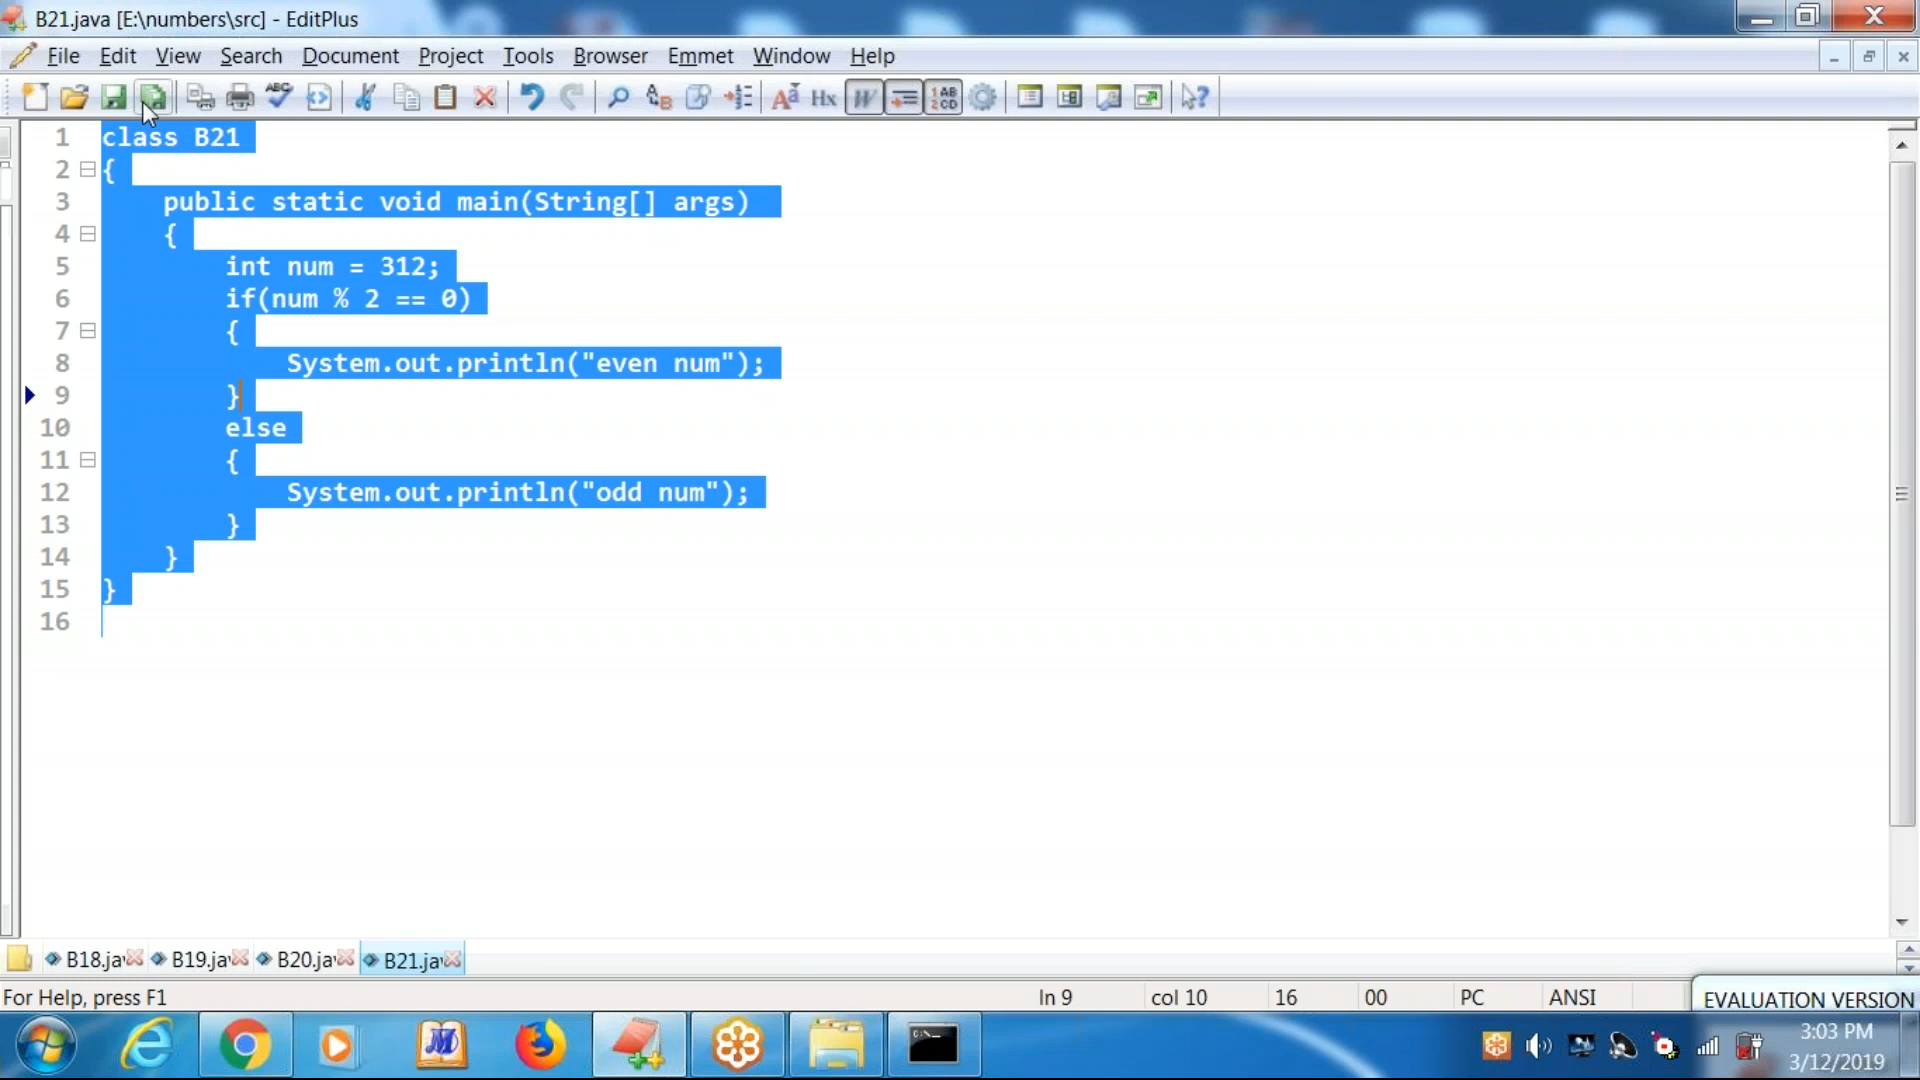 B21.java [E:\numbers\src] - EditPlus
File Edit View Search Document Project Tools Browser Emmet Window Help
1 class B21
2 {
3 public static void main(String[] args)
4 {
5 int num = 312;
6 if(num % 2 == 0)
7 {
8 System.out.println("even num");
9 }
10 else
11 {
12 System.out.println("odd num");
13 }
14 }
15 }
16
B18.jav B19.jav B20.jav B21.jav
For Help, press F1 ln 9 col 10 16 00 PC ANSI EVALUATION VERSION
3:03 PM
3/12/2019